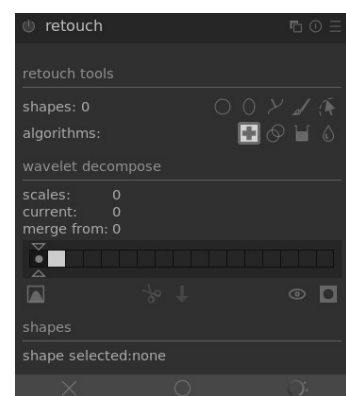 retouch
retouch tools
shapes: 0
algorithms:
wavelet decompose
scales: 0
current: 0
merge from: 0
shapes
shape selected:none